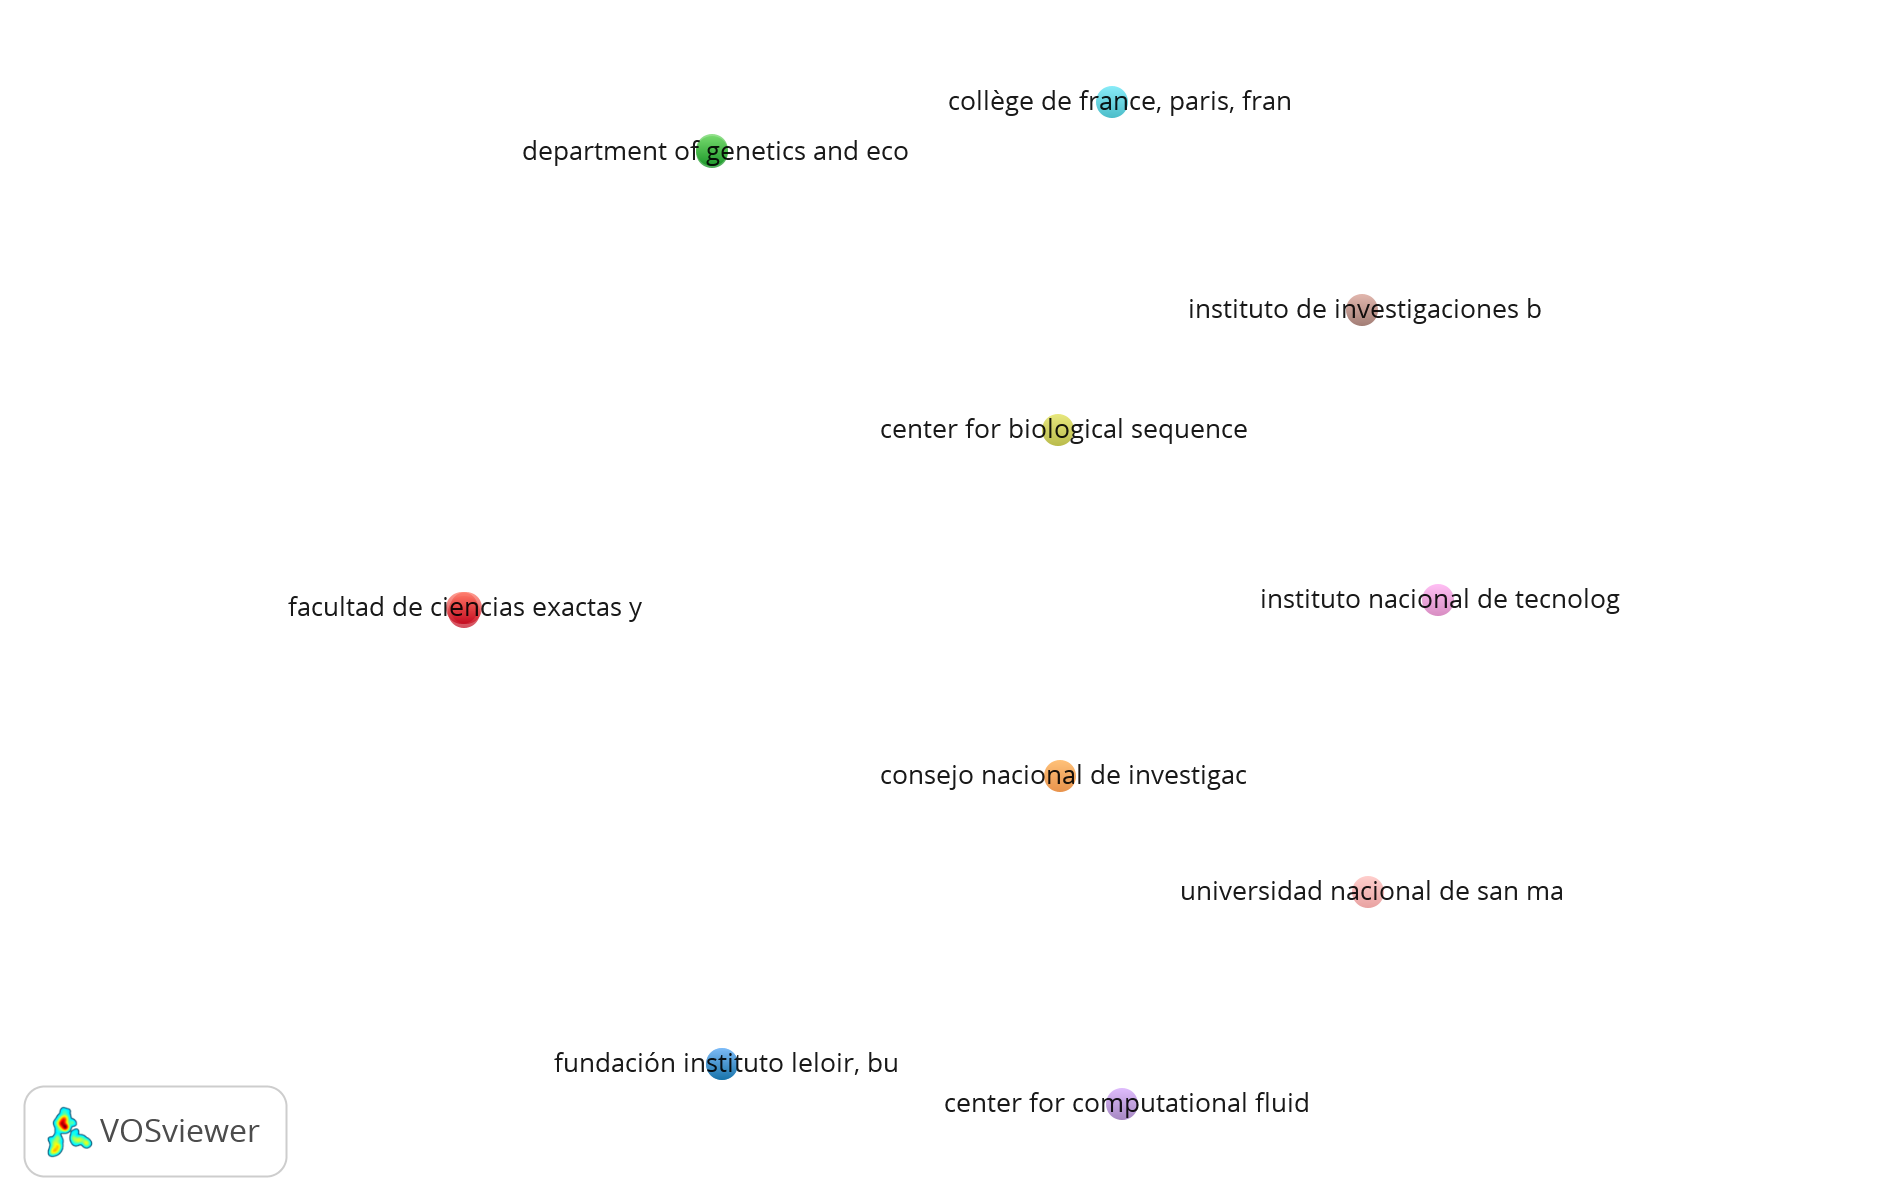 collège de france, paris, fran
department of genetics and eco
instituto de investigaciones b
center for biological sequence
instituto nacional de tecnolog
facultad de ciencias exactas y
consejo nacional de investigac
universidad nacional de san ma
fundación instituto leloir, bu
center for computational fluid
VOSviewer